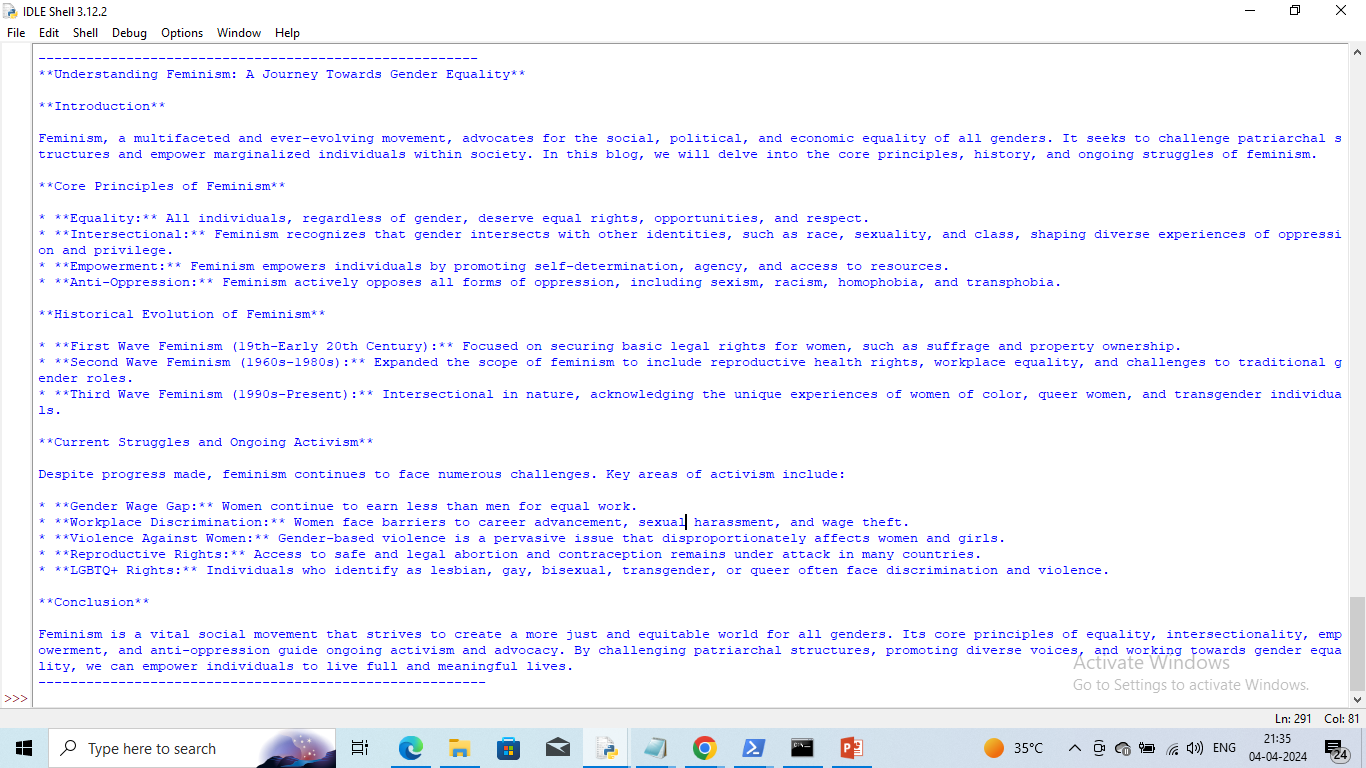 IDLE Shell 3.12.2
File Edit Shell Debug Options Window Help
-------------------------------------------------------
**Understanding Feminism: A Journey Towards Gender Equality**
**Introduction**
Feminism, a multifaceted and ever-evolving movement, advocates for the social, political, and economic equality of all genders. It seeks to challenge patriarchal s
tructures and empower marginalized individuals within society. In this blog, we will delve into the core principles, history, and ongoing struggles of feminism.
**Core Principles of Feminism**
* **Equality:** All individuals, regardless of gender, deserve equal rights, opportunities, and respect.
* **Intersectional:** Feminism recognizes that gender intersects with other identities, such as race, sexuality, and class, shaping diverse experiences of oppressi
on and privilege.
* **Empowerment:** Feminism empowers individuals by promoting self-determination, agency, and access to resources.
* **Anti-Oppression:** Feminism actively opposes all forms of oppression, including sexism, racism, homophobia, and transphobia.
**Historical Evolution of Feminism**
* **First Wave Feminism (19th-Early 20th Century):** Focused on securing basic legal rights for women, such as suffrage and property ownership.
* **Second Wave Feminism (1960s-1980s):** Expanded the scope of feminism to include reproductive health rights, workplace equality, and challenges to traditional g
ender roles.
* **Third Wave Feminism (1990s-Present):** Intersectional in nature, acknowledging the unique experiences of women of color, queer women, and transgender individua
ls.
**Current Struggles and Ongoing Activism**
Despite progress made, feminism continues to face numerous challenges. Key areas of activism include:
* **Gender Wage Gap:** Women continue to earn less than men for equal work.
* **Workplace Discrimination:** Women face barriers to career advancement, sexual harassment, and wage theft.
* **Violence Against Women:** Gender-based violence is a pervasive issue that disproportionately affects women and girls.
* **Reproductive Rights:** Access to safe and legal abortion and contraception remains under attack in many countries.
* **LGBTQ+ Rights:** Individuals who identify as lesbian, gay, bisexual, transgender, or queer often face discrimination and violence.
**Conclusion**
Feminism is a vital social movement that strives to create a more just and equitable world for all genders. Its core principles of equality, intersectionality, emp
owerment, and anti-oppression guide ongoing activism and advocacy. By challenging patriarchal structures, promoting diverse voices, and working towards gender equa
lity, we can empower individuals to live full and meaningful lives.
--------------------------------------------------------
Activate Windows
Go to Settings to activate Windows.
>>>
Ln: 291 Col: 81
Type here to search
35°C
ENG
21:35
04-04-2024
24